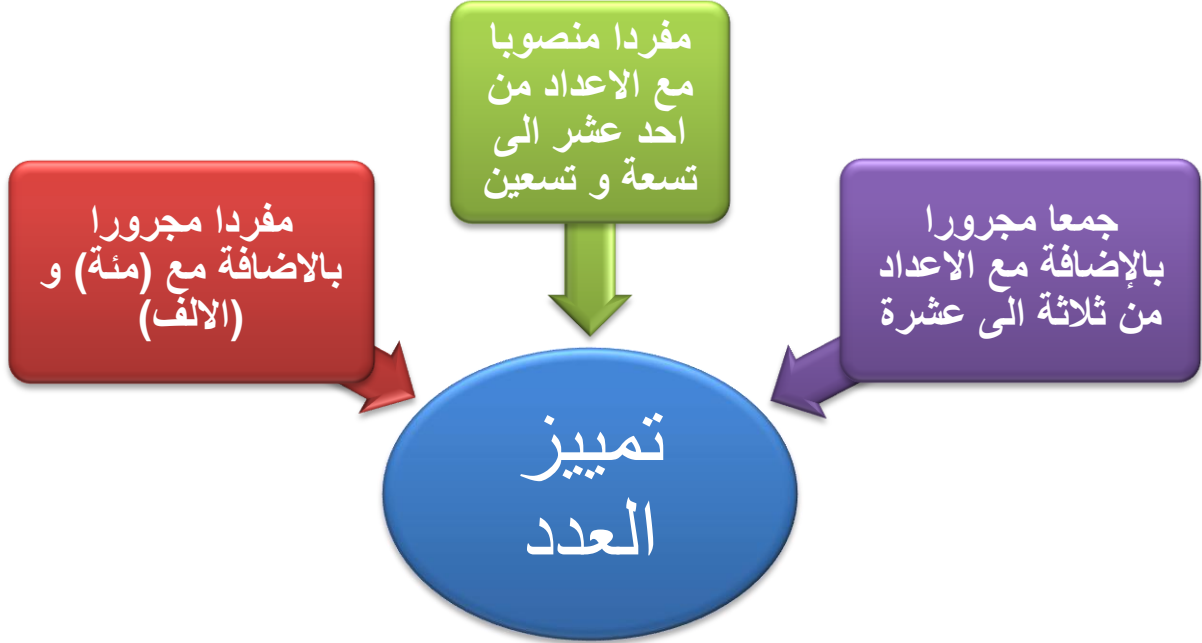 مفردا منصوبا
مع الاعداد من
احد عشر الى
تسعة و تسعين
جمعا مجرورا
بالإضافة مع الاعداد
من ثلاثة الى عشرة
مفردا مجرورا
بالاضافة مع (مئة) و
(الالف)
تمييز
العدد